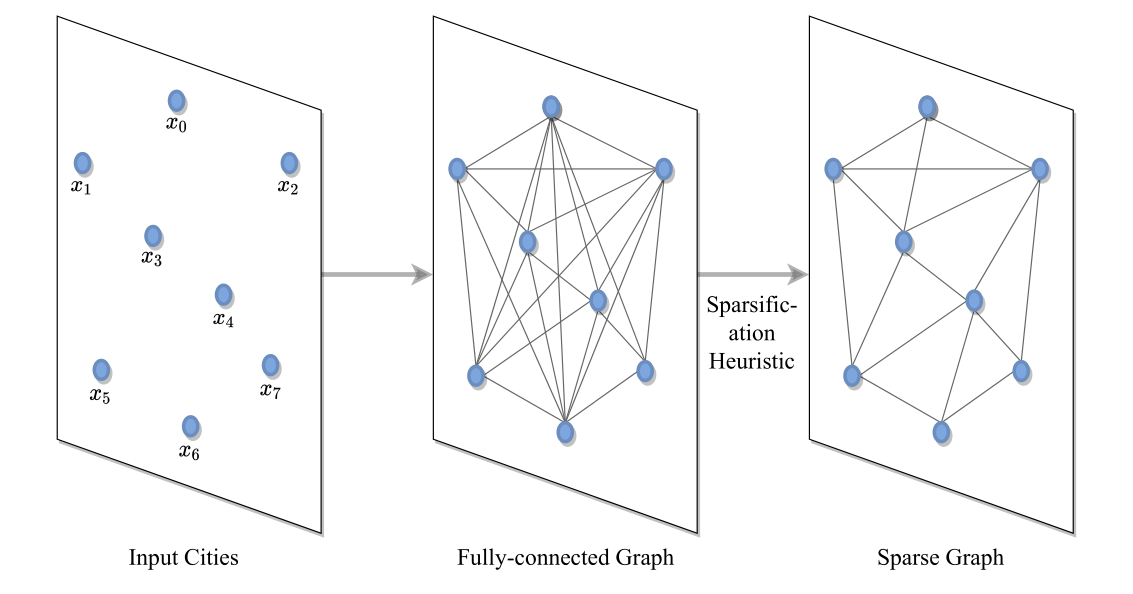 x0
x1
x2
x3
x4
x5
x7
x6
Sparsific-
ation
Heuristic
Input Cities
Fully-connected Graph
Sparse Graph